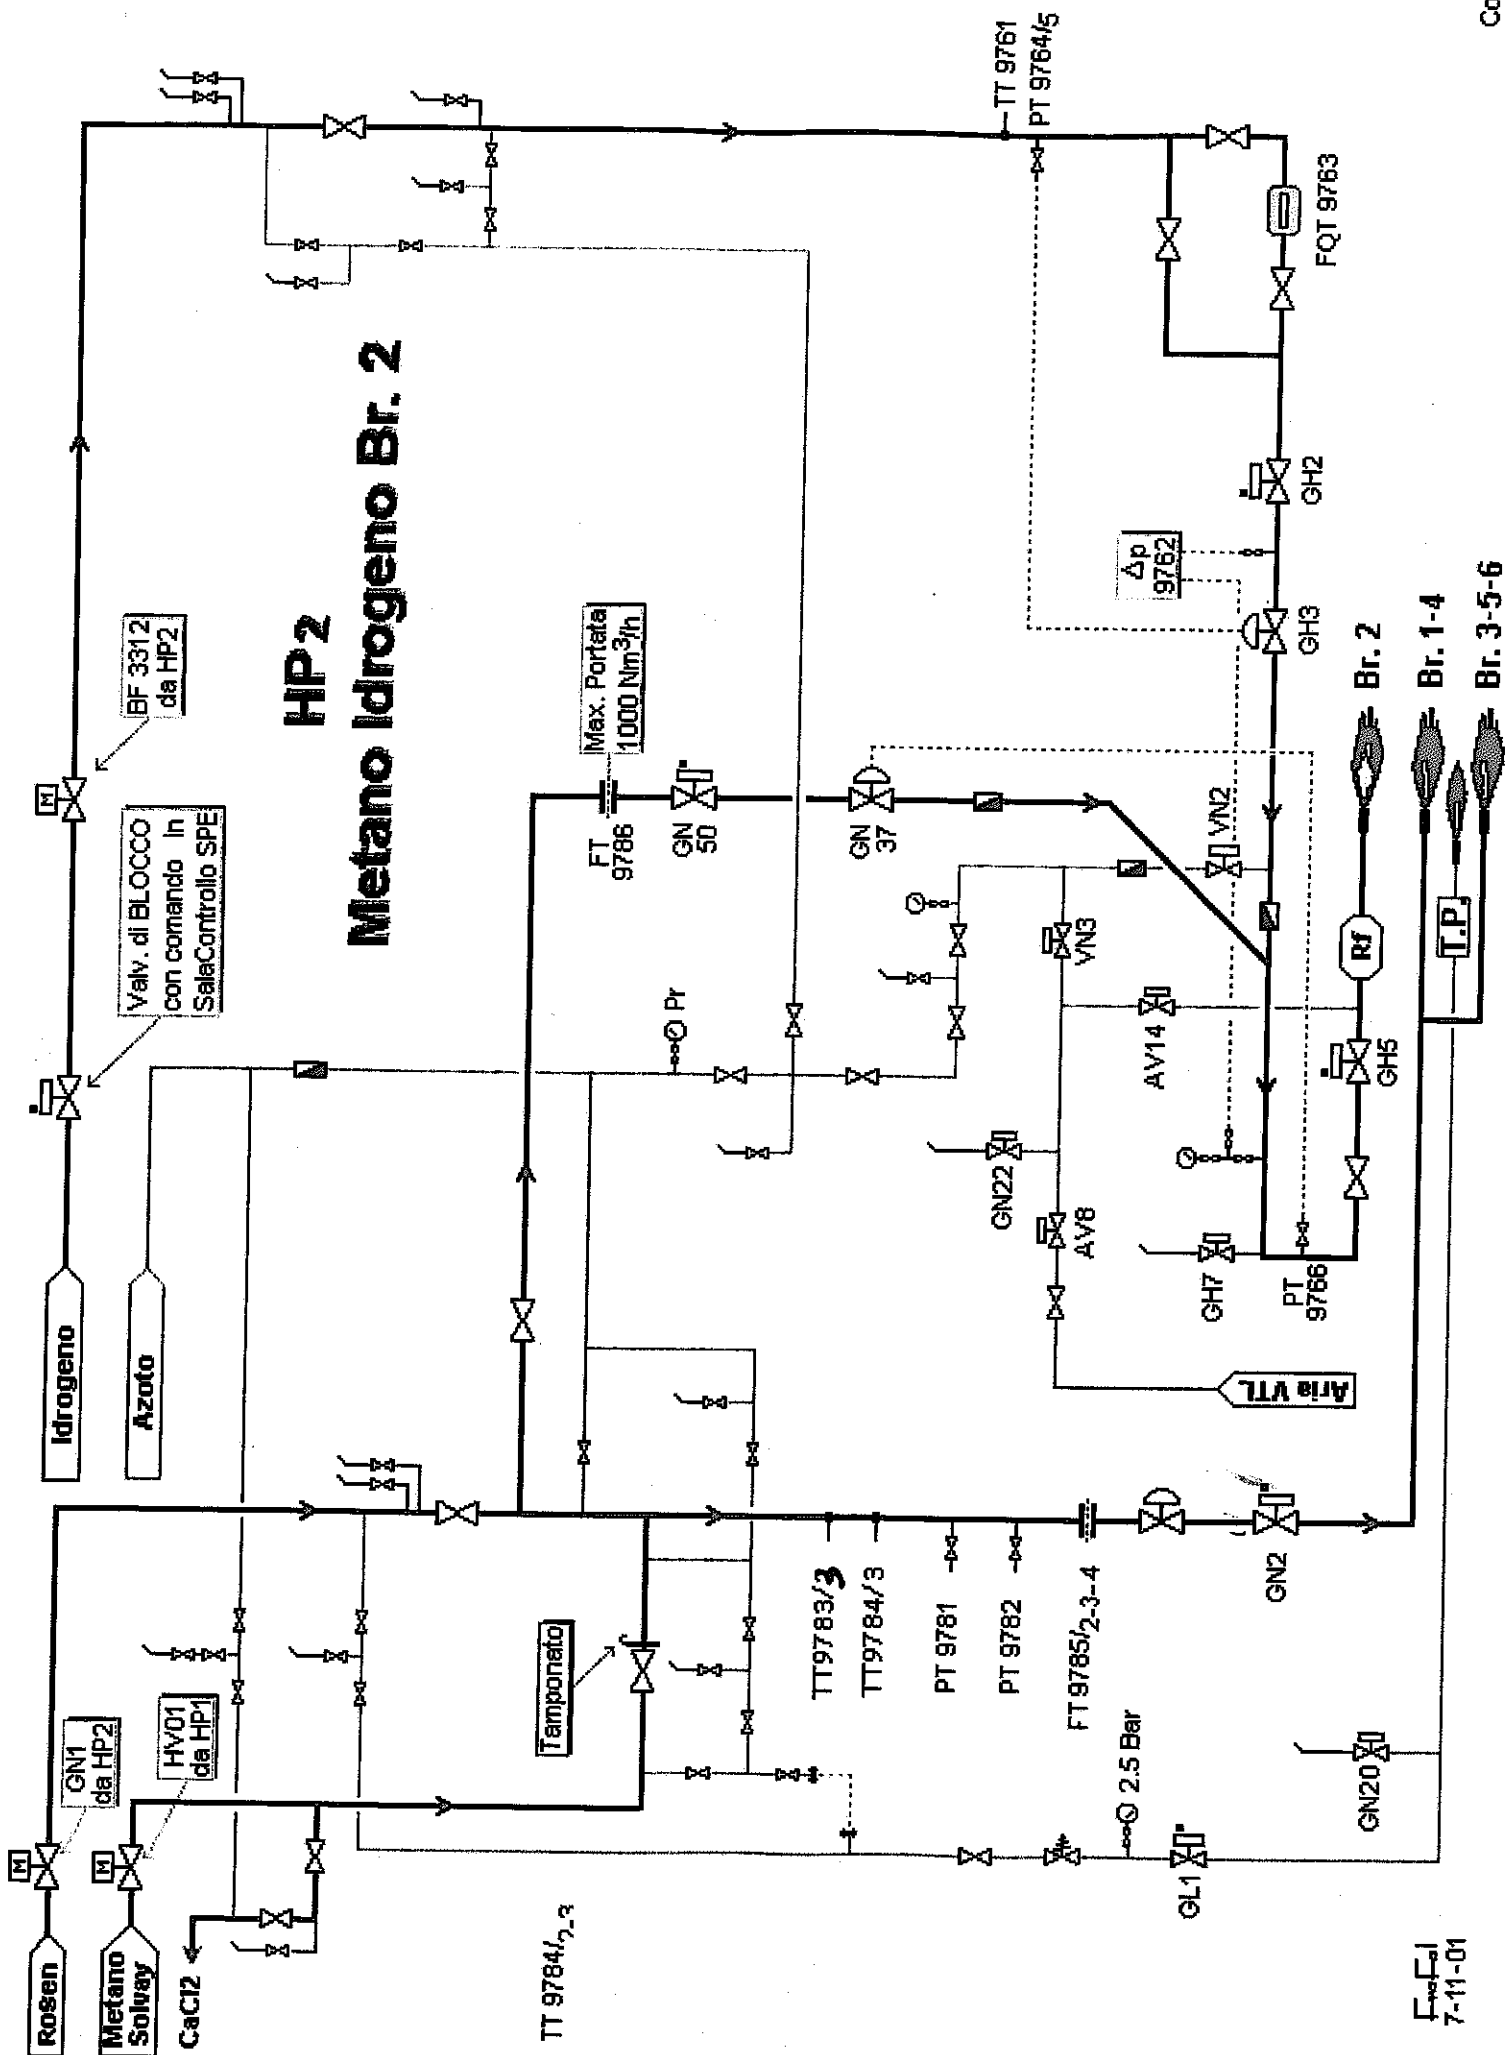 HP2
Metano Idrogeno Br. 2
Rosen
Metano
Solvay
CaCl2
Idrogeno
Azoto
GN1
da HP2
HV01
da HP1
Valv. di BLOCCO
con comando In
SalaControllo SPE
BF 3312
da HP2
Tamponato
TT 9784/2-3
TT9783/3
TT9784/3
PT 9781
PT 9782
FT 9785/2-3-4
2.5 Bar
GL1
GN20
GN2
Pr
FT
9786
Max. Portata
1000 Nm3/h
GN
50
GN
37
VN3
VN2
AV14
GN22
AV8
GH7
PT
9766
Aria VTL
GH5
Rf
T.P.
Δp
9762
GH3
GH2
FQT 9763
TT 9761
PT 9764/5
Br. 2
Br. 1-4
Br. 3-5-6
7-11-01
Co